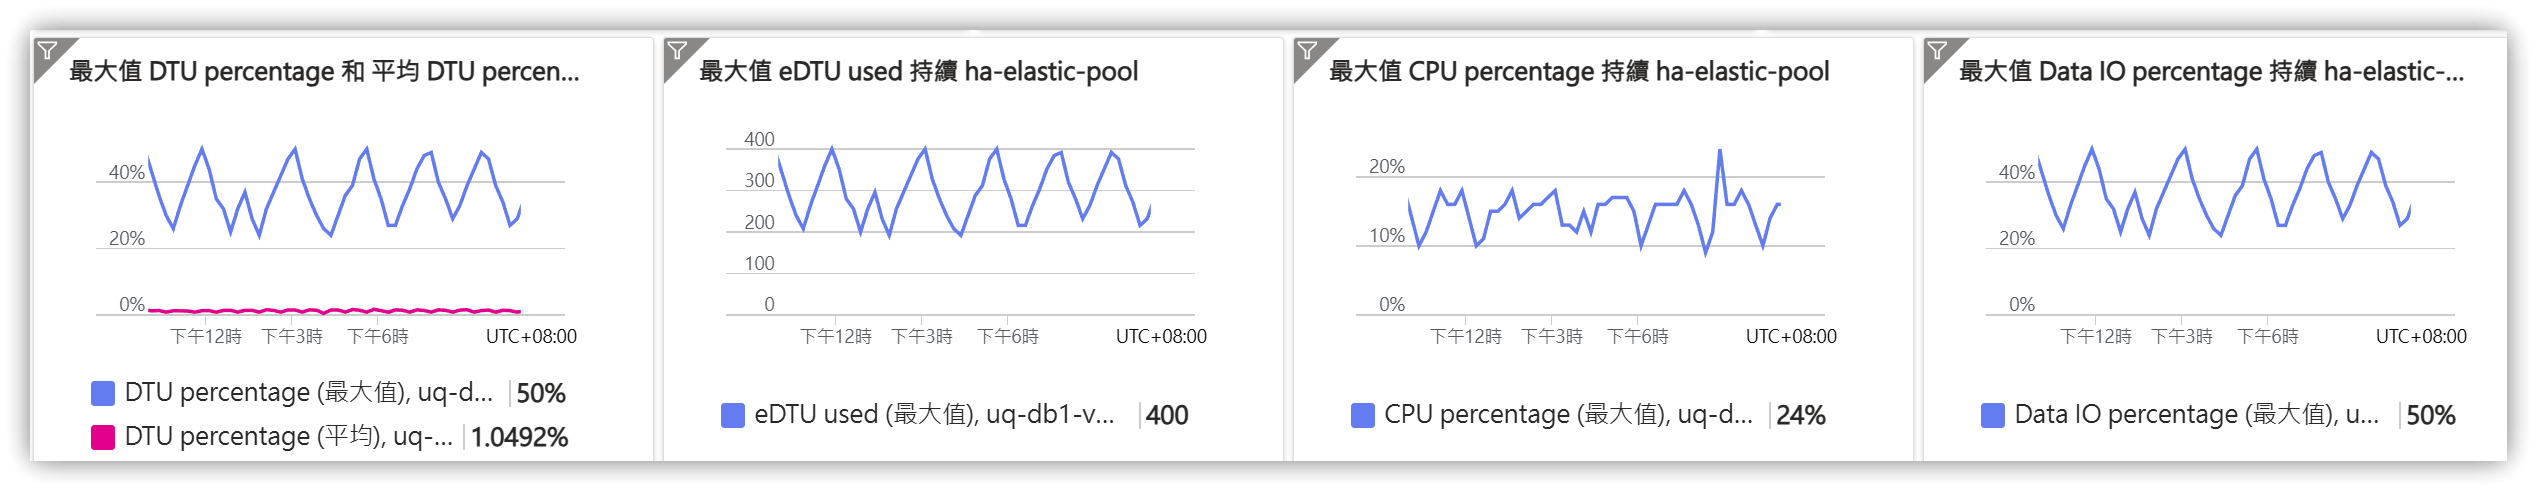 最大值 DTU percentage 和 平均 DTU percen...
40%
20%
0%
下午12時 下午3時 下午6時 UTC+08:00
DTU percentage (最大值), uq-d... 50%
DTU percentage (平均), uq-... 1.0492%
最大值 eDTU used 持續 ha-elastic-pool
400
300
200
100
0
下午12時 下午3時 下午6時 UTC+08:00
eDTU used (最大值), uq-db1-v... 400
最大值 CPU percentage 持續 ha-elastic-pool
20%
10%
0%
下午12時 下午3時 下午6時 UTC+08:00
CPU percentage (最大值), uq-d... 24%
最大值 Data IO percentage 持續 ha-elastic-...
40%
20%
0%
下午12時 下午3時 下午6時 UTC+08:00
Data IO percentage (最大值), u... 50%